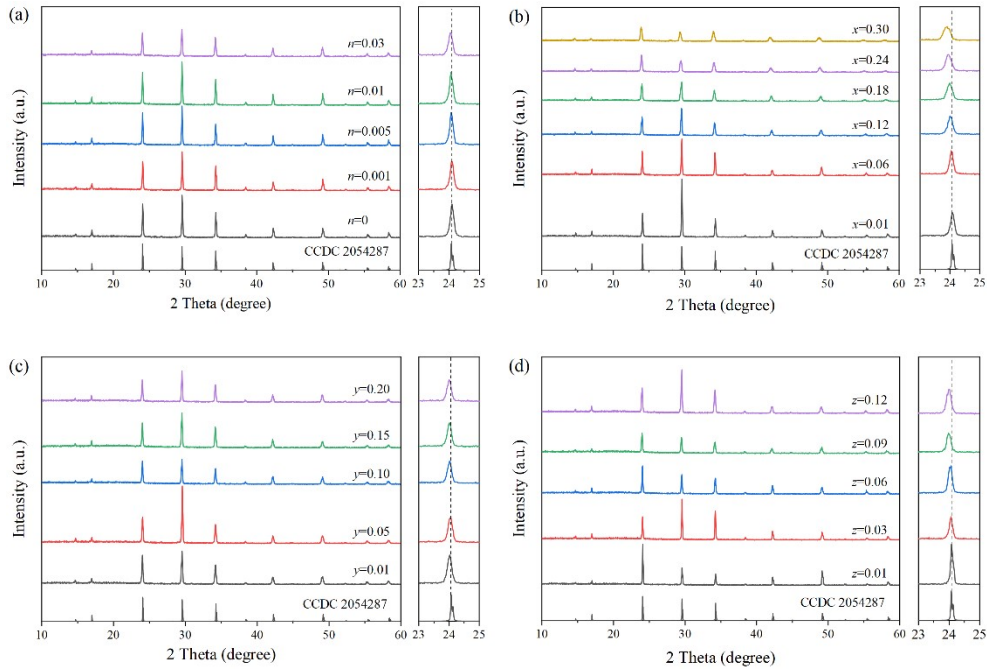 (a)
n=0.03
n=0.01
n=0.005
n=0.001
n=0
CCDC 2054287
Intensity (a.u.)
10 20 30 40 50 60 23 24 25
2 Theta (degree)
(b)
x=0.30
x=0.24
x=0.18
x=0.12
x=0.06
x=0.01
CCDC 2054287
Intensity (a.u.)
10 20 30 40 50 60 23 24 25
2 Theta (degree)
(c)
y=0.20
y=0.15
y=0.10
y=0.05
y=0.01
CCDC 2054287
Intensity (a.u.)
10 20 30 40 50 60 23 24 25
2 Theta (degree)
(d)
z=0.12
z=0.09
z=0.06
z=0.03
z=0.01
CCDC 2054287
Intensity (a.u.)
10 20 30 40 50 60 23 24 25
2 Theta (degree)